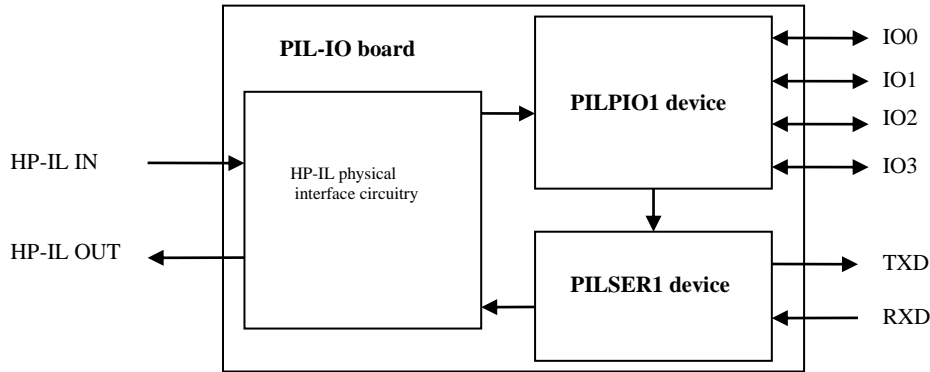 PIL-IO board
PILPIO1 device
IO0
IO1
IO2
IO3
HP-IL IN
HP-IL physical
interface circuitry
HP-IL OUT
PILSER1 device
TXD
RXD